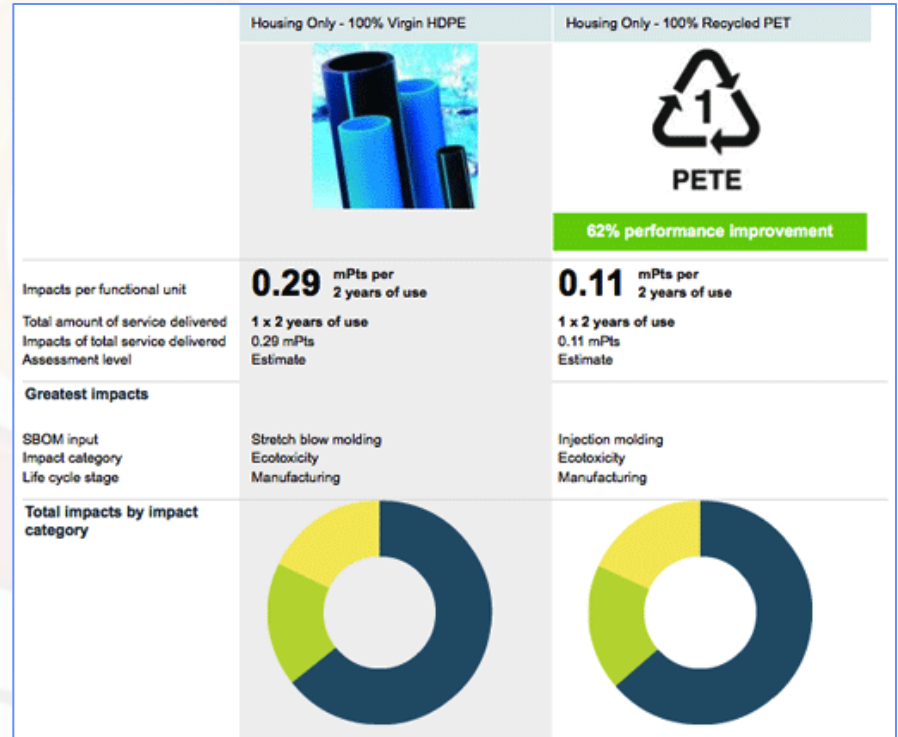 Housing Only - 100% Virgin HDPE
Housing Only - 100% Recycled PET
1
PETE
62% performance improvement
Impacts per functional unit
0.29 mPts per
2 years of use
0.11 mPts per
2 years of use
Total amount of service delivered
1 x 2 years of use
1 x 2 years of use
Impacts of total service delivered
0.29 mPts
0.11 mPts
Assessment level
Estimate
Estimate
Greatest impacts
SBOM input
Stretch blow molding
Injection molding
Impact category
Ecotoxicity
Ecotoxicity
Life cycle stage
Manufacturing
Manufacturing
Total impacts by impact
category